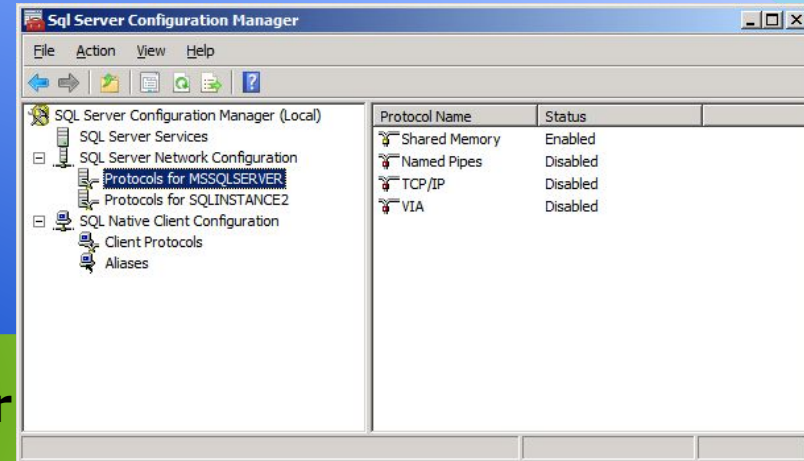 Sql Server Configuration Manager
File Action View Help
SQL Server Configuration Manager (Local)
SQL Server Services
SQL Server Network Configuration
Protocols for MSSQLSERVER
Protocols for SQLINSTANCE2
SQL Native Client Configuration
Client Protocols
Aliases
Protocol Name Status
Shared Memory Enabled
Named Pipes Disabled
TCP/IP Disabled
VIA Disabled
r